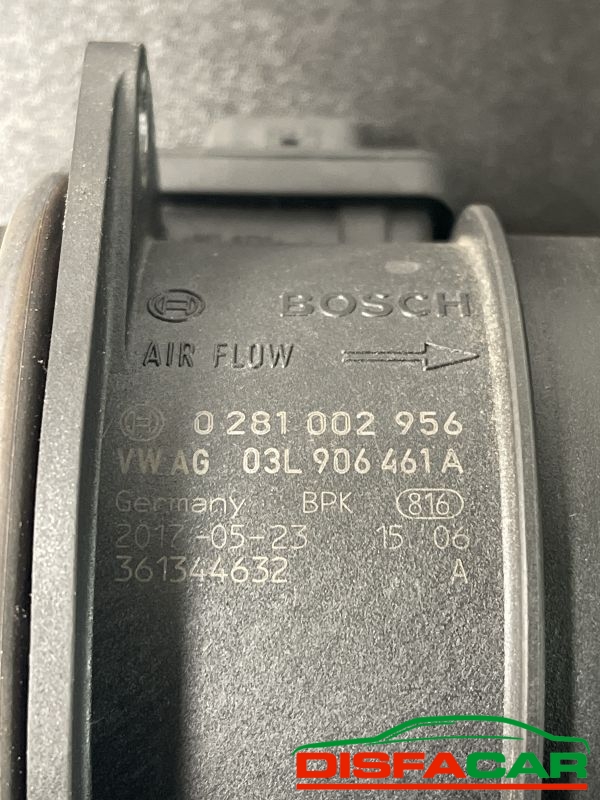 BOSCH
AIR FLOW
0 281 002 956
VW AG 03L 906 461 A
Germany BPK 816
2017-05-23 15 06
361344632 A
DISFACAR